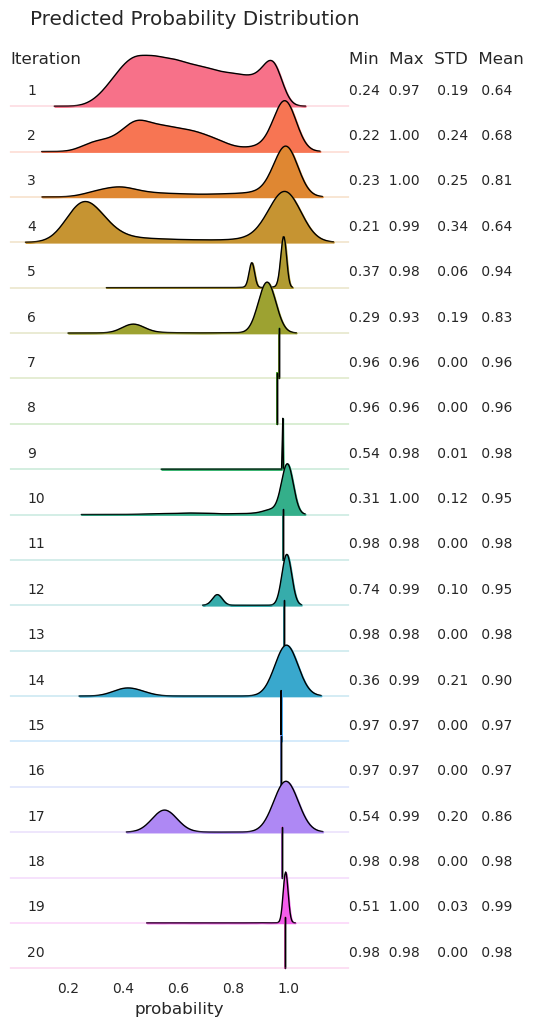 Predicted Probability Distribution
Iteration Min Max STD Mean
1 0.24 0.97 0.19 0.64
2 0.22 1.00 0.24 0.68
3 0.23 1.00 0.25 0.81
4 0.21 0.99 0.34 0.64
5 0.37 0.98 0.06 0.94
6 0.29 0.93 0.19 0.83
7 0.96 0.96 0.00 0.96
8 0.96 0.96 0.00 0.96
9 0.54 0.98 0.01 0.98
10 0.31 1.00 0.12 0.95
11 0.98 0.98 0.00 0.98
12 0.74 0.99 0.10 0.95
13 0.98 0.98 0.00 0.98
14 0.36 0.99 0.21 0.90
15 0.97 0.97 0.00 0.97
16 0.97 0.97 0.00 0.97
17 0.54 0.99 0.20 0.86
18 0.98 0.98 0.00 0.98
19 0.51 1.00 0.03 0.99
20 0.98 0.98 0.00 0.98
0.2 0.4 0.6 0.8 1.0
probability